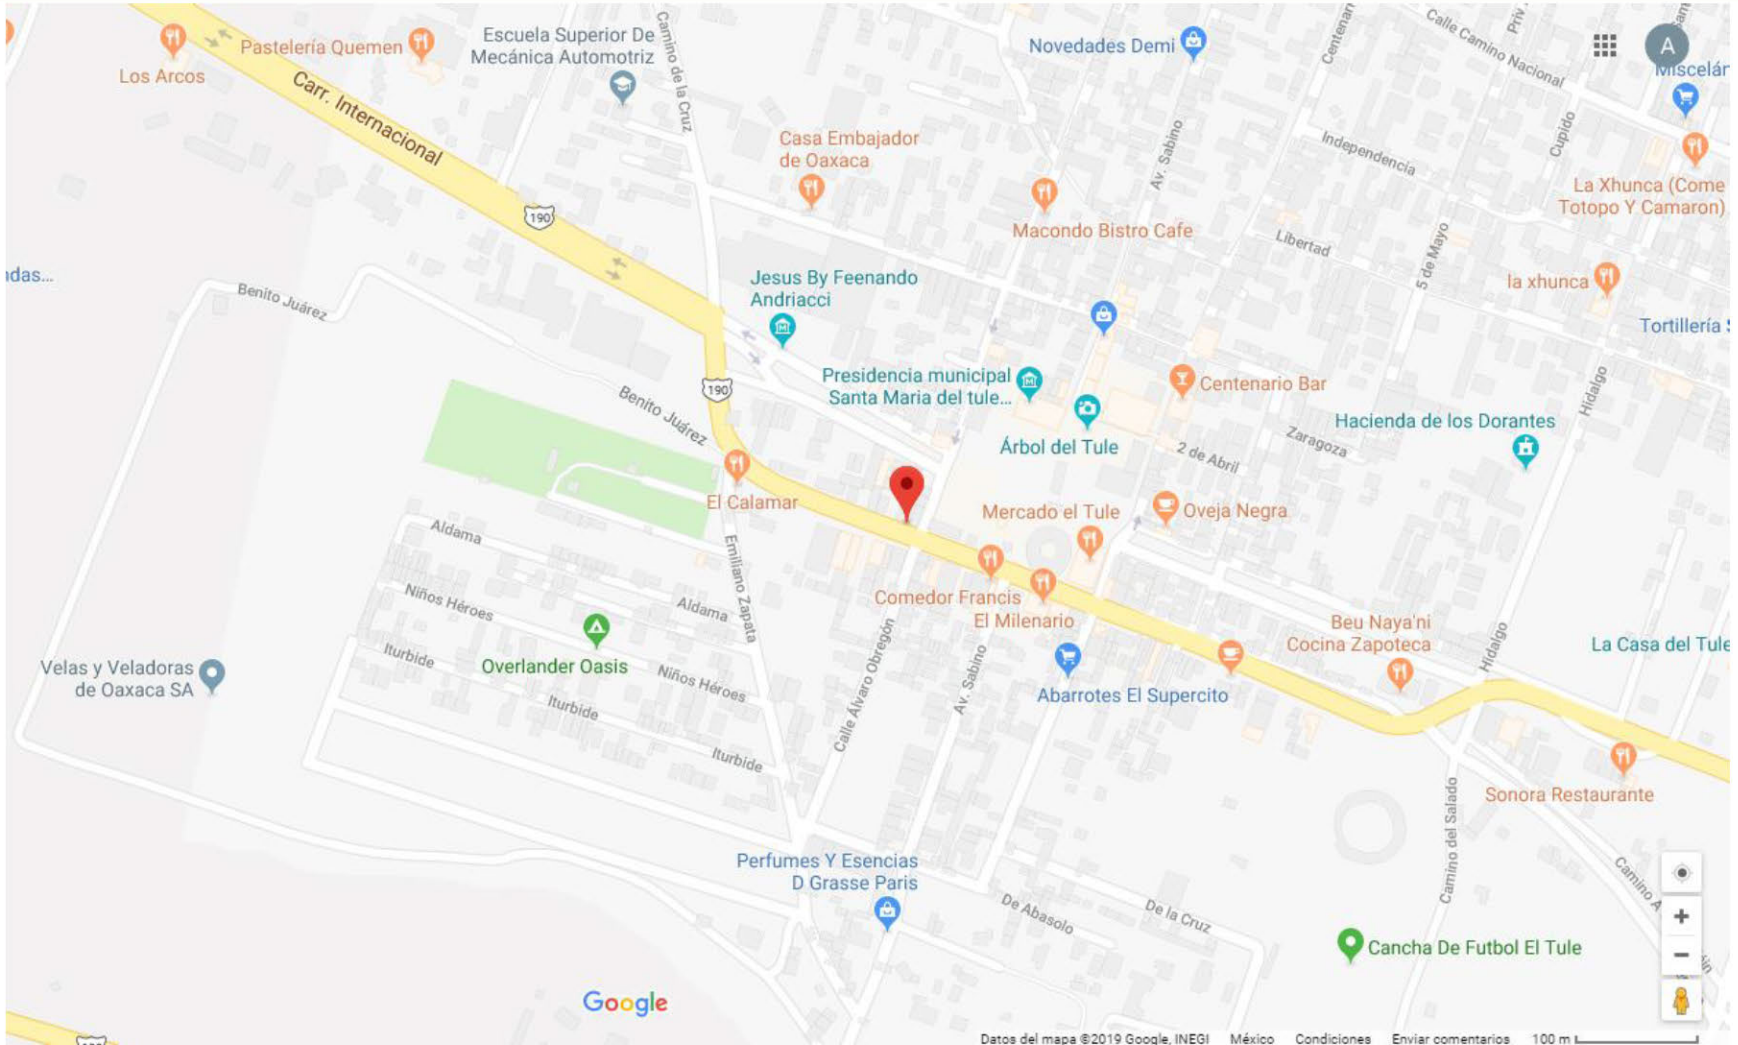 Los Arcos
Pastelería Quemen
Escuela Superior De
Mecánica Automotriz
Camino de la Cruz
Novedades Demi
Calle Camino Nacional
Priv
A
Carr. Internacional
Casa Embajador
de Oaxaca
Av. Sabino
Independencia
Cupido
La Xhunca (Come
Totopo Y Camaron)
190
Macondo Bistro Cafe
Libertad
5 de Mayo
la xhunca
ndas...
Benito Juárez
Jesus By Feenando
Andriacci
Tortillería
190
Presidencia municipal
Santa Maria del tule...
Centenario Bar
Hidalgo
Benito Juárez
Árbol del Tule
2 de Abril
Zaragoza
Hacienda de los Dorantes
El Calamar
Mercado el Tule
Oveja Negra
Aldama
Emiliano Zapata
Niños Héroes
Aldama
Comedor Francis
El Milenario
Beu Naya'ni
Cocina Zapoteca
Hidalgo
La Casa del Tule
Velas y Veladoras
de Oaxaca SA
Iturbide
Overlander Oasis
Niños Héroes
Calle Álvaro Obregón
Av. Sabino
Abarrotes El Supercito
Iturbide
Iturbide
Sonora Restaurante
Perfumes Y Esencias
D Grasse Paris
De Abasolo
De la Cruz
Camino del Salado
Camino A
Cancha De Futbol El Tule
Google
Datos del mapa ©2019 Google, INEGI México Condiciones Enviar comentarios 100 m